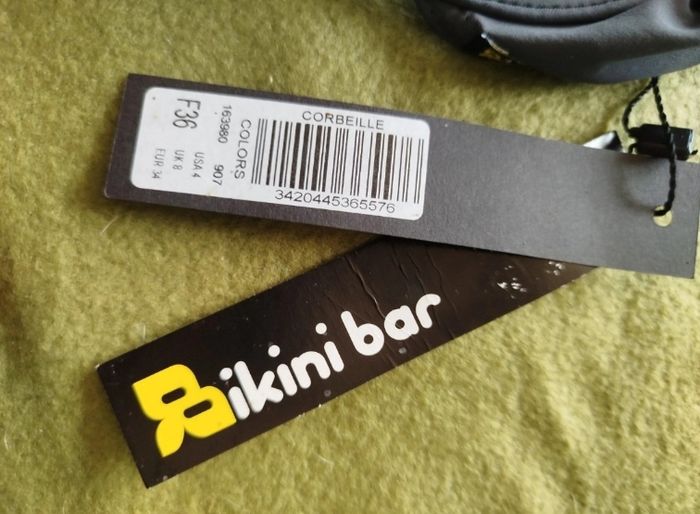 CORBEILLE
3420445365576
COLORS
163980 907
F36
USA 4
UK 8
EUR 34
Bikini bar